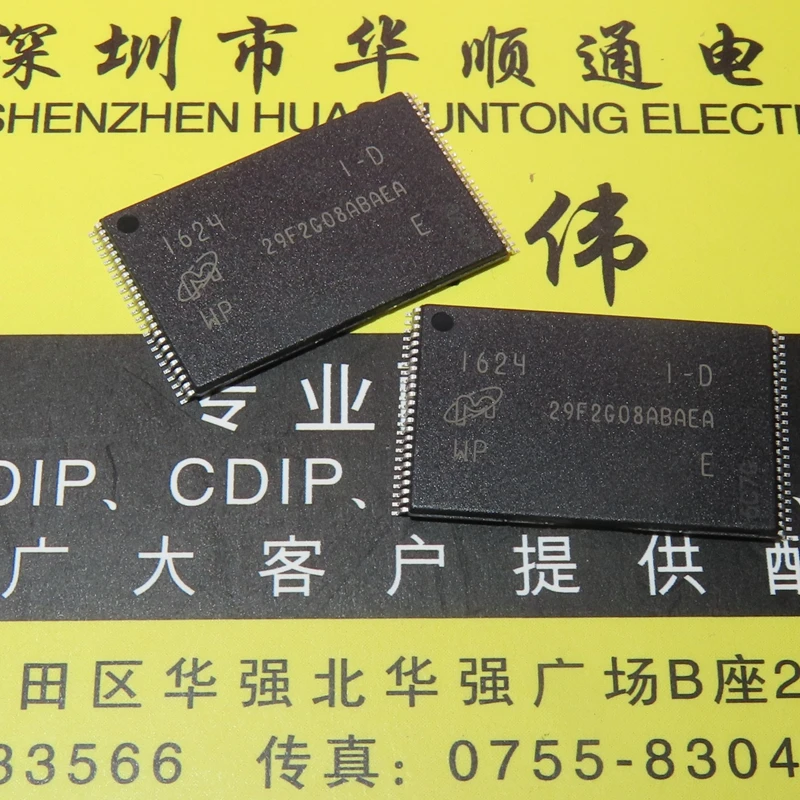 深圳市华顺通电
SHENZHEN HUA UNTONG ELECT
伟
1624 I-D
29F2G08ABAEA
WP E
1624 I-D
29F2G08ABAEA
WP E
专业
DIP、CDIP、
广大客户提供
田区华强北华强广场B座2
33566 传真：0755-8304